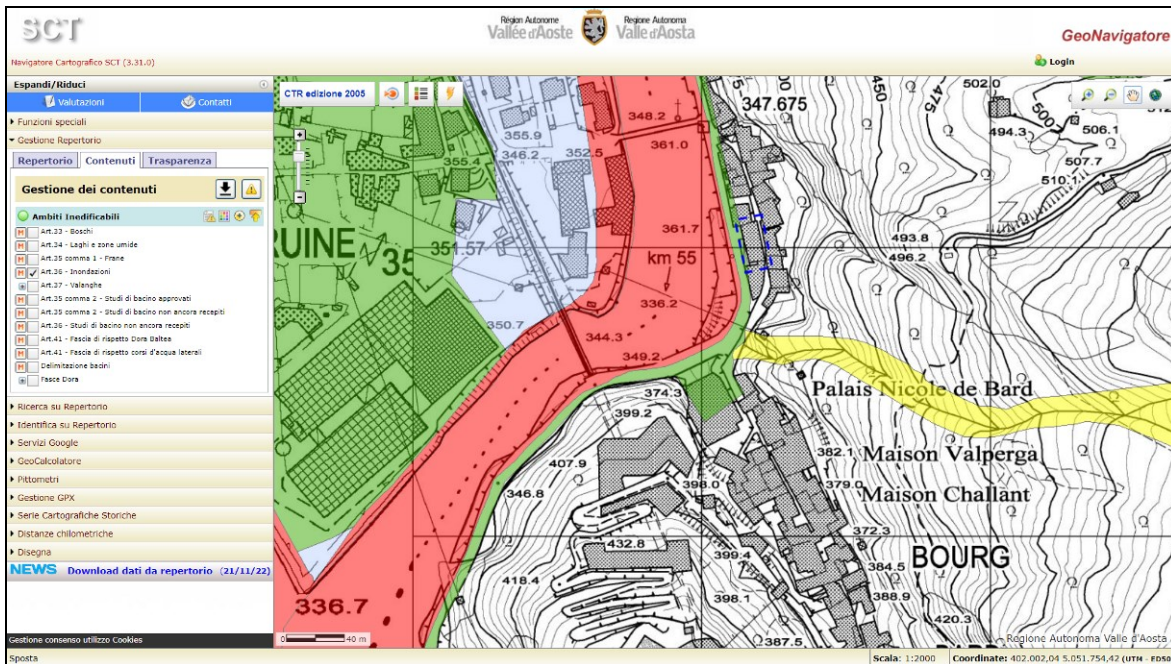 SCT
Région Autonome
Vallée d'Aoste
Regione Autonoma
Valle d'Aosta
GeoNavigatore
Navigatore Cartografico SCT (3.31.0)
Login
Espandi/Riduci
Valutazioni
Contatti
Funzioni speciali
Gestione Repertorio
Repertorio
Contenuti
Trasparenza
Gestione dei contenuti
Ambiti Inedificabili
Art.33 - Boschi
Art.34 - Laghi e zone umide
Art.35 comma 1 - Frane
Art.36 - Inondazioni
Art.37 - Valanghe
Art.35 comma 2 - Studi di bacino approvati
Art.35 comma 2 - Studi di bacino non ancora recepiti
Art.36 - Studi di bacino non ancora recepiti
Art.41 - Fascia di rispetto Dora Baltea
Art.41 - Fascia di rispetto corsi d'acqua laterali
Delimitazione bacini
Fasce Dora
Ricerca su Repertorio
Identifica su Repertorio
Servizi Google
GeoCalcolatore
Pittometri
Gestione GPX
Serie Cartografiche Storiche
Distanze chilometriche
Disegna
NEWS Download dati da repertorio (21/11/22)
Gestione consenso utilizzo Cookies
Sposta
CTR edizione 2005
348.2
347.675
450
475
502.0
500
494.3
506.1
507.7
510.1
355.9
346.2
352.5
361.0
355.4
351.57
361.7
493.8
496.2
RUINE
35
km 55
336.2
350.7
344.3
349.2
374.3
399.2
Palais Nicole de Bard
382.1
Maison Valperga
407.9
398.0
379.0
Maison Challant
346.8
372.3
432.8
399.4
384.5
BOURG
418.4
398.1
388.9
420.3
336.7
387.5
0
40 m
Regione Autonoma Valle d'Aosta
Scala: 1:2000
Coordinate: 402.002,04 5.051.754,42 (UTM - ED50